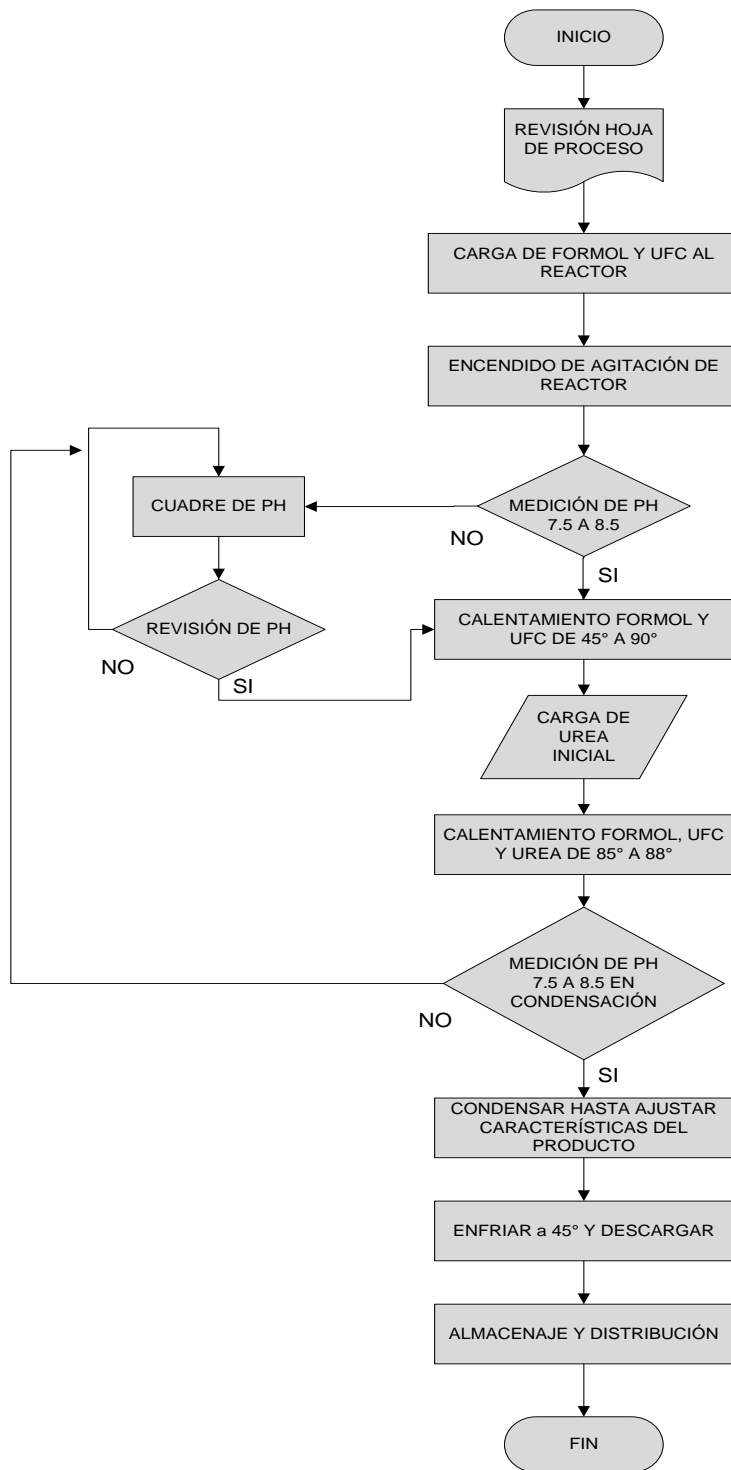 INICIO
REVISIÓN HOJA
DE PROCESO
CARGA DE FORMOL Y UFC AL
REACTOR
ENCENDIDO DE AGITACIÓN DE
REACTOR
MEDICIÓN DE PH
7.5 A 8.5
NO
SI
CUADRE DE PH
REVISIÓN DE PH
NO
SI
CALENTAMIENTO FORMOL Y
UFC DE 45° A 90°
CARGA DE
UREA
INICIAL
CALENTAMIENTO FORMOL, UFC
Y UREA DE 85° A 88°
MEDICIÓN DE PH
7.5 A 8.5 EN
CONDENSACIÓN
NO
SI
CONDENSAR HASTA AJUSTAR
CARACTERÍSTICAS DEL
PRODUCTO
ENFRIAR a 45° Y DESCARGAR
ALMACENAJE Y DISTRIBUCIÓN
FIN